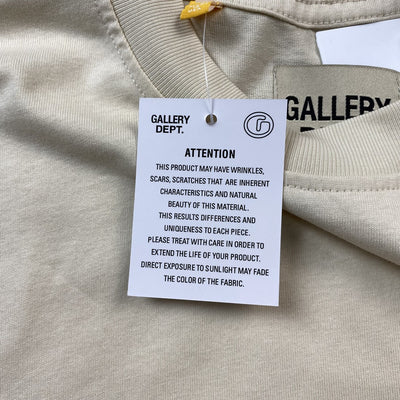 GALLERY
DEPT.
G
ATTENTION
THIS PRODUCT MAY HAVE WRINKLES,
SCARS, SCRATCHES THAT ARE INHERENT
CHARACTERISTICS AND NATURAL
BEAUTY OF THIS MATERIAL.
THIS RESULTS DIFFERENCES AND
UNIQUENESS TO EACH PIECE.
PLEASE TREAT WITH CARE IN ORDER TO
EXTEND THE LIFE OF YOUR PRODUCT.
DIRECT EXPOSURE TO SUNLIGHT MAY FADE
THE COLOR OF THE FABRIC.
GALLERY